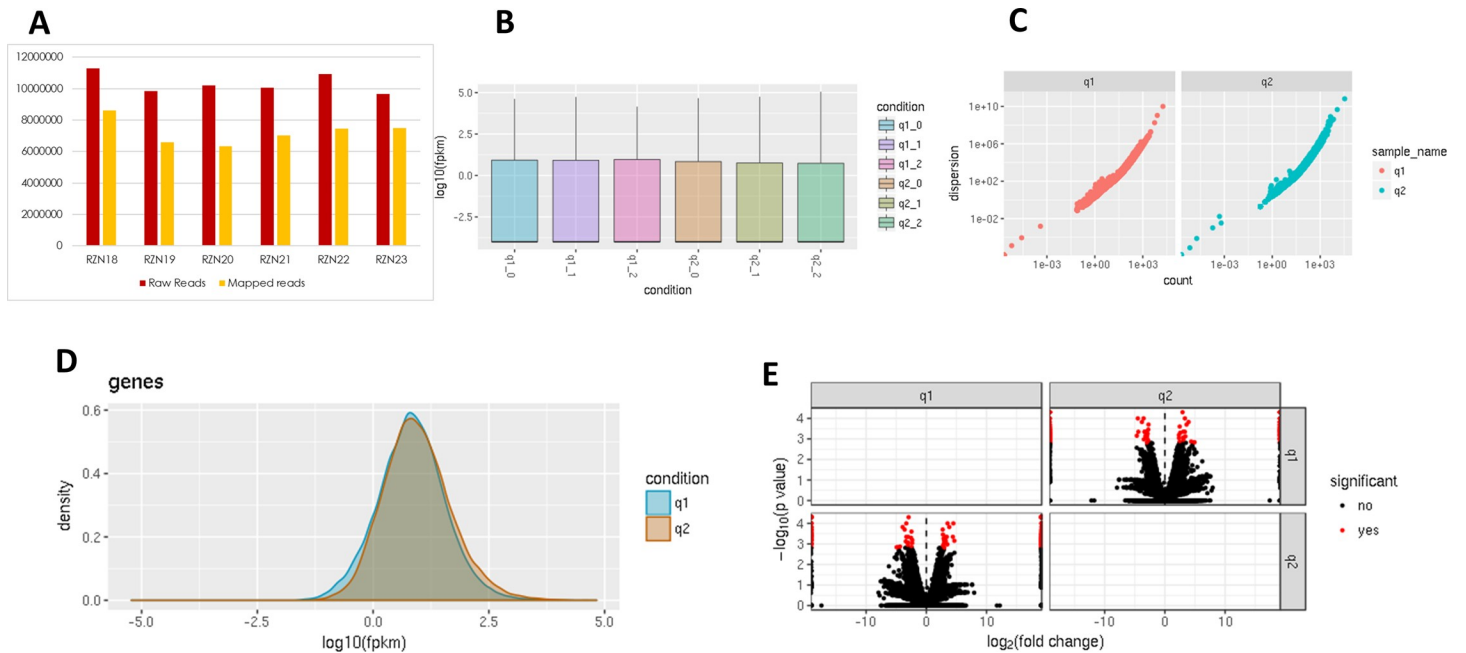 A
12000000
10000000
8000000
6000000
4000000
2000000
0
RZN18 RZN19 RZN20 RZN21 RZN22 RZN23
Raw Reads Mapped reads
B
log10(fpkm)
5.0
2.5
0.0
−2.5
q1_0 q1_1 q1_2 q2_0 q2_1 q2_2
condition
condition
q1_0
q1_1
q1_2
q2_0
q2_1
q2_2
C
q1 q2
dispersion
1e+10
1e+06
1e+02
1e−02
1e−03 1e+00 1e+03 1e−03 1e+00 1e+03
count
sample_name
q1
q2
D
genes
density
0.6
0.4
0.2
0.0
−5.0 −2.5 0.0 2.5 5.0
log10(fpkm)
condition
q1
q2
E
q1 q2
−log10(p value)
4
3
2
1
0
q1
4
3
2
1
0
q2
−10 0 10 −10 0 10
log2(fold change)
significant
no
yes